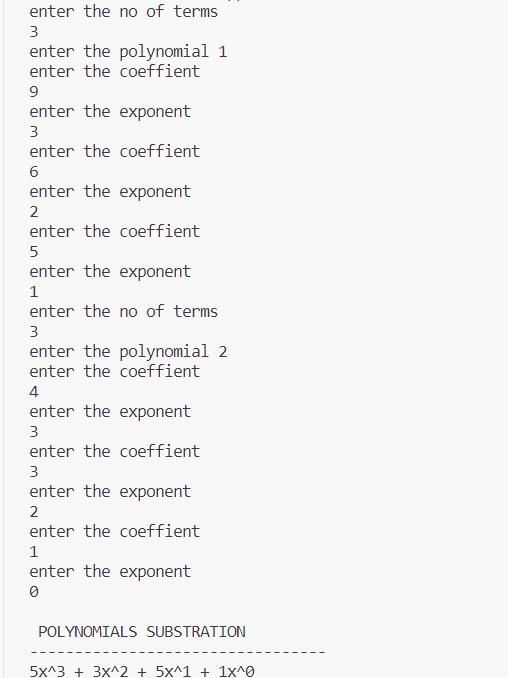 enter the no of terms
3
enter the polynomial 1
enter the coeffient
9
enter the exponent
3
enter the coeffient
6
enter the exponent
2
enter the coeffient
5
enter the exponent
1
enter the no of terms
3
enter the polynomial 2
enter the coeffient
4
enter the exponent
3
enter the coeffient
3
enter the exponent
2
enter the coeffient
1
enter the exponent
0
POLYNOMIALS SUBSTRATION
---------------------------------
5x^3 + 3x^2 + 5x^1 + 1x^0